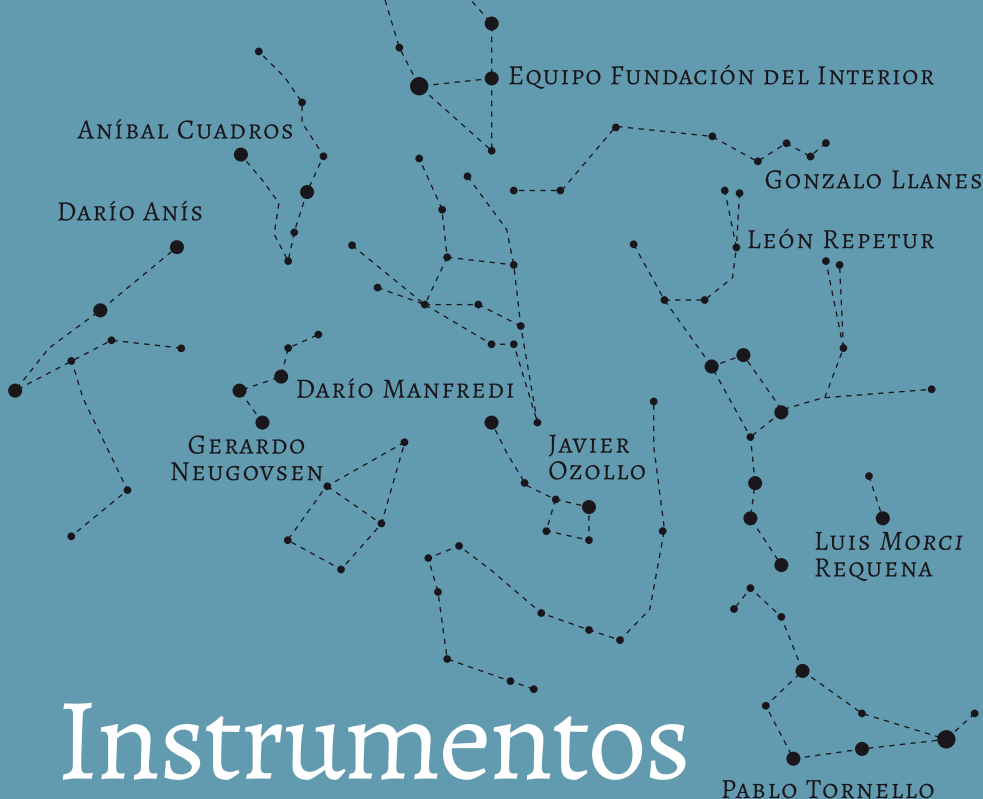 Equipo Fundación del Interior
Aníbal Cuadros
Gonzalo Llanes
Darío Anís
León Repetur
Darío Manfredi
Gerardo
Neugovsen
Javier
Ozollo
Luis Morci
Requena
Instrumentos
Pablo Tornello